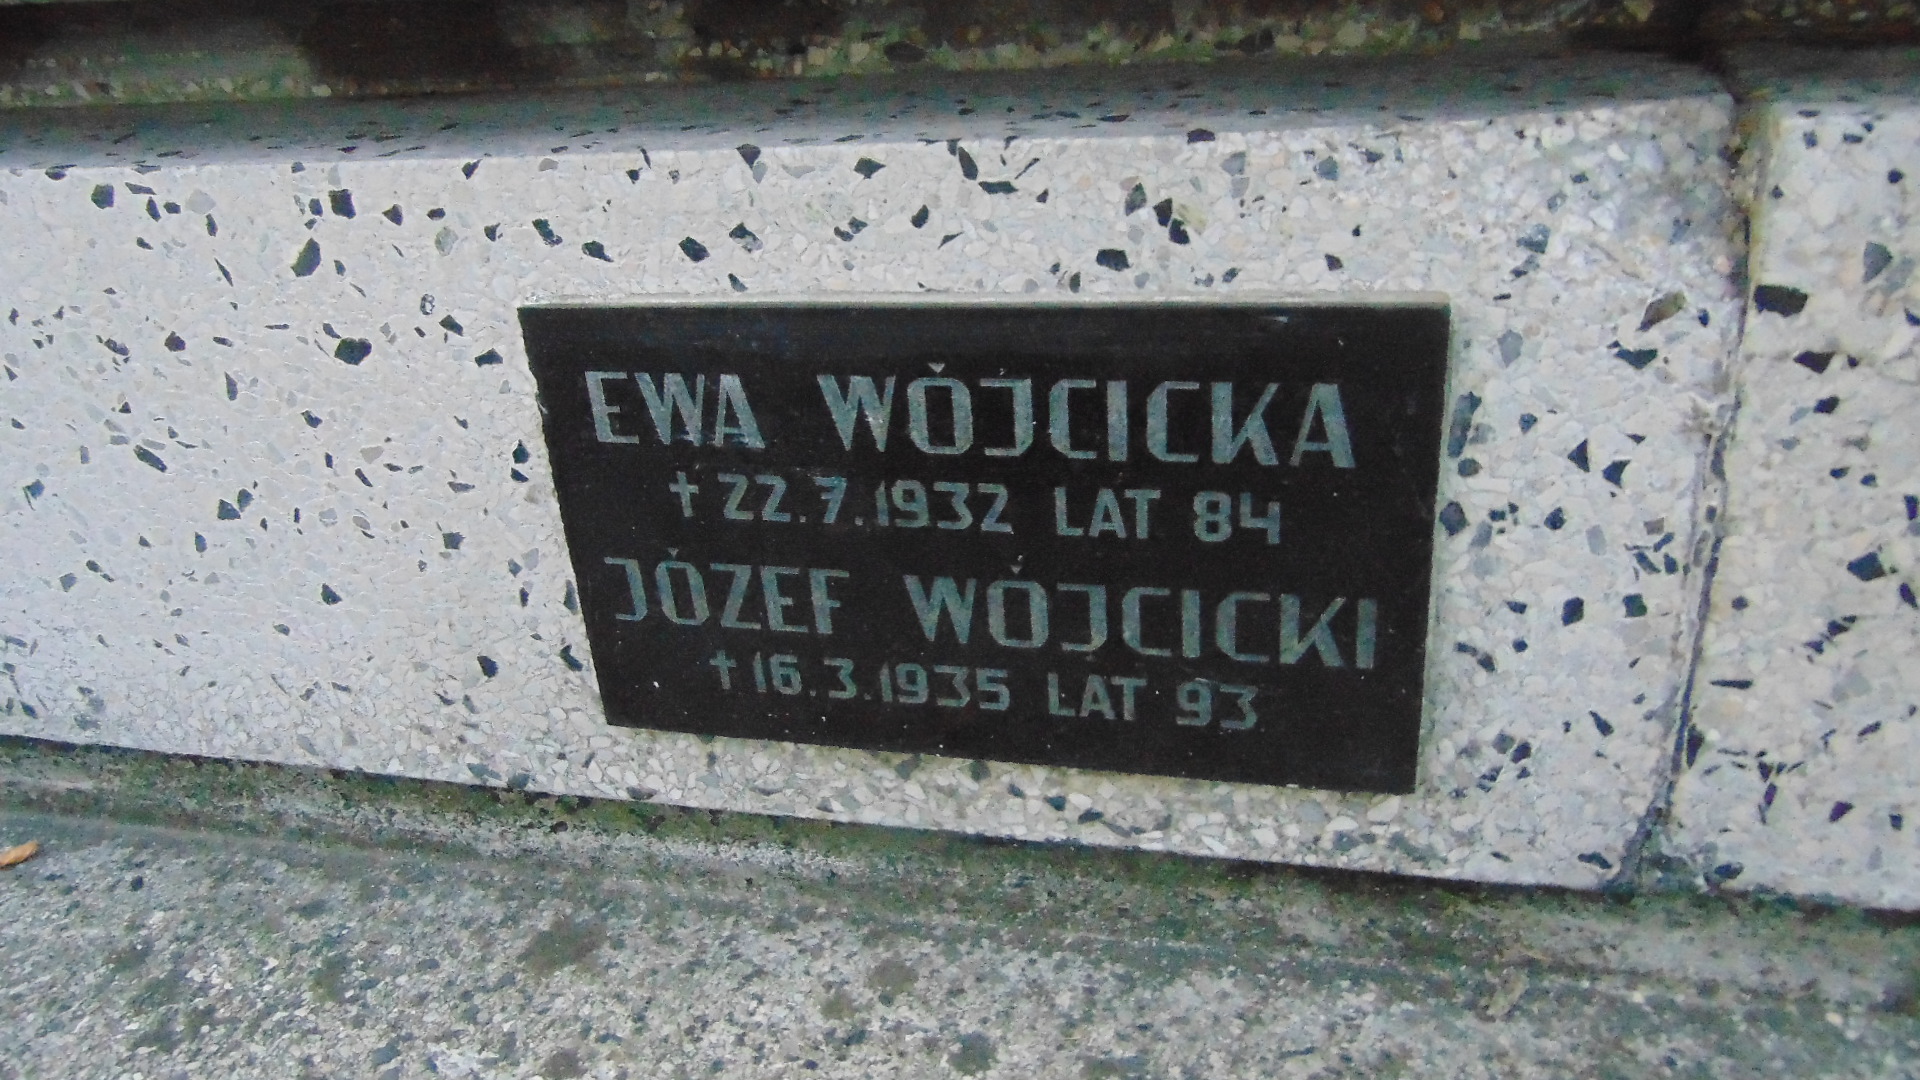 EWA WÓJCICKA
† 22.7.1932 LAT 84
JÓZEF WÓJCICKI
† 16.3.1935 LAT 93